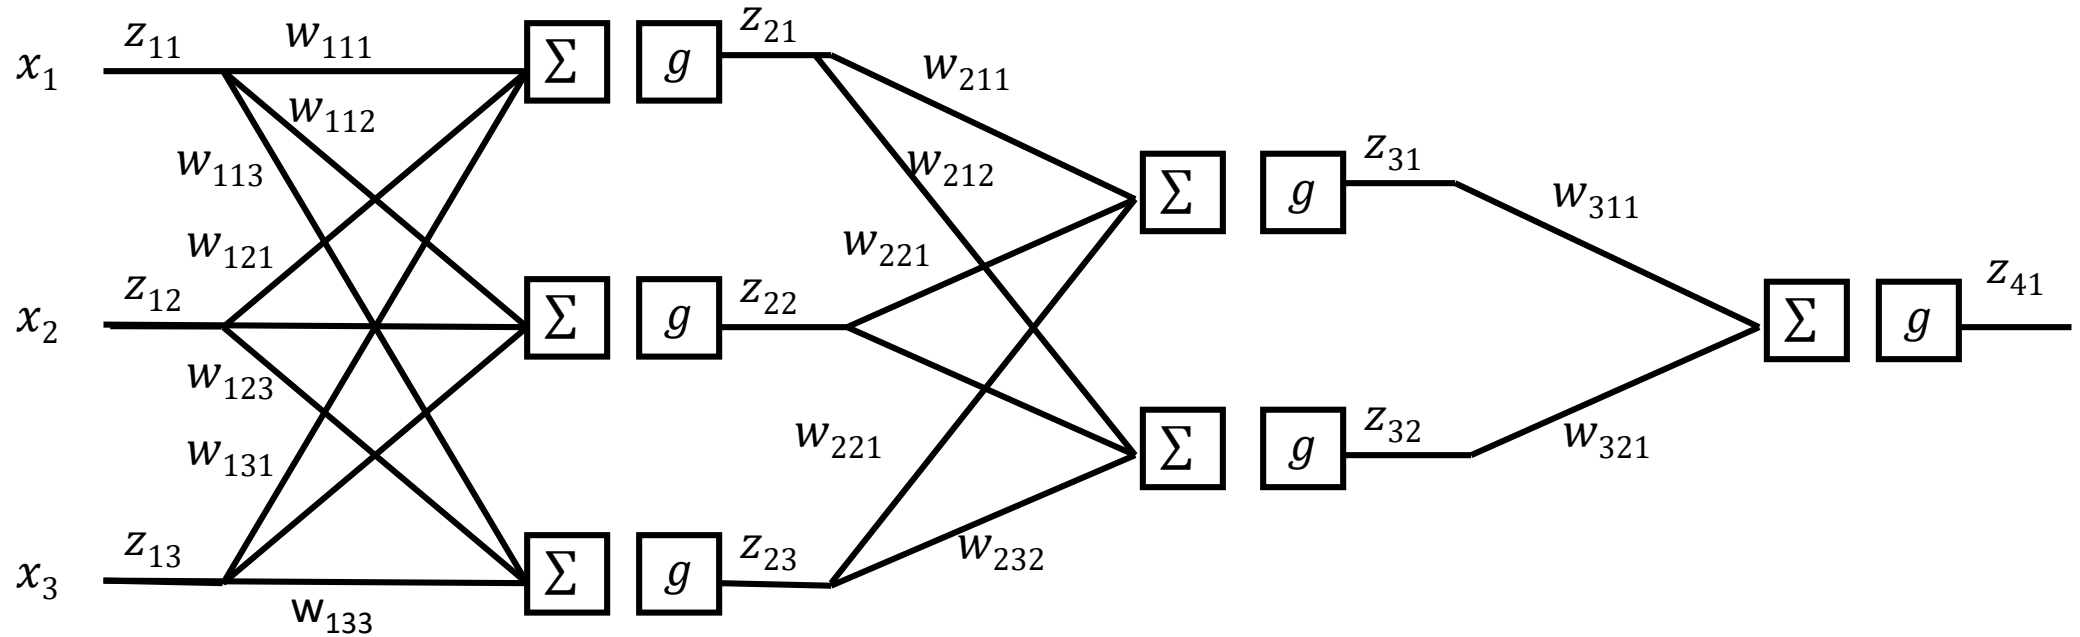 z₁₁ w₁₁₁ Σ g z₂₁
x₁ w₁₁₂ w₂₁₁
w₁₁₃ w₂₁₂ Σ g z₃₁ w₃₁₁
w₁₂₁ w₂₂₁
x₂ z₁₂ Σ g z₂₂ Σ g z₄₁
w₁₂₃
w₁₃₁ w₂₂₁ Σ g z₃₂ w₃₂₁
x₃ z₁₃ Σ g z₂₃ w₂₃₂
w₁₃₃